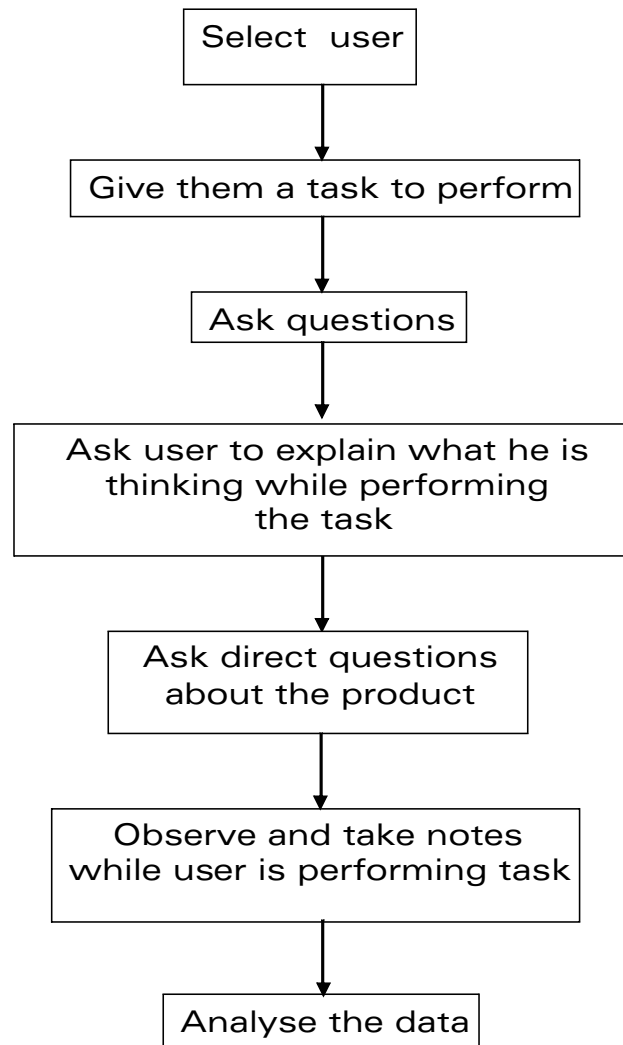 Select user
Give them a task to perform
Ask questions
Ask user to explain what he is
thinking while performing
the task
Ask direct questions
about the product
Observe and take notes
while user is performing task
Analyse the data